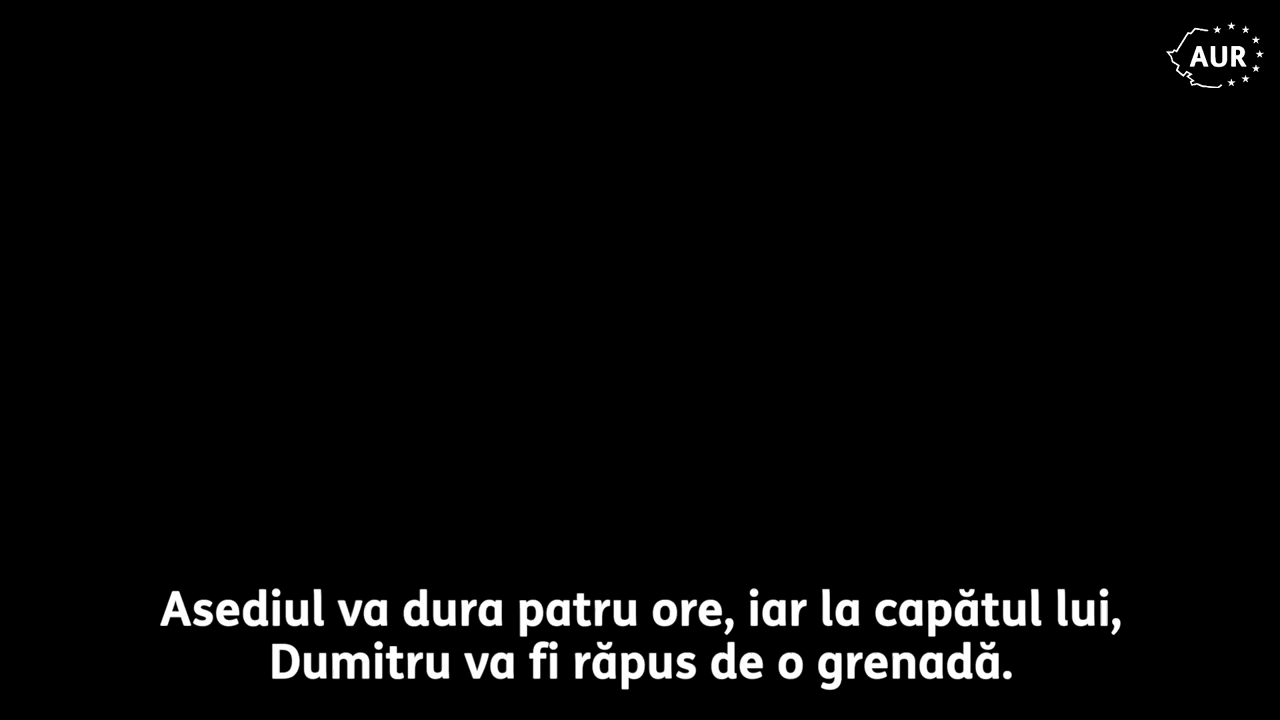 AUR
Asediul va dura patru ore, iar la capătul lui,
Dumitru va fi răpus de o grenadă.